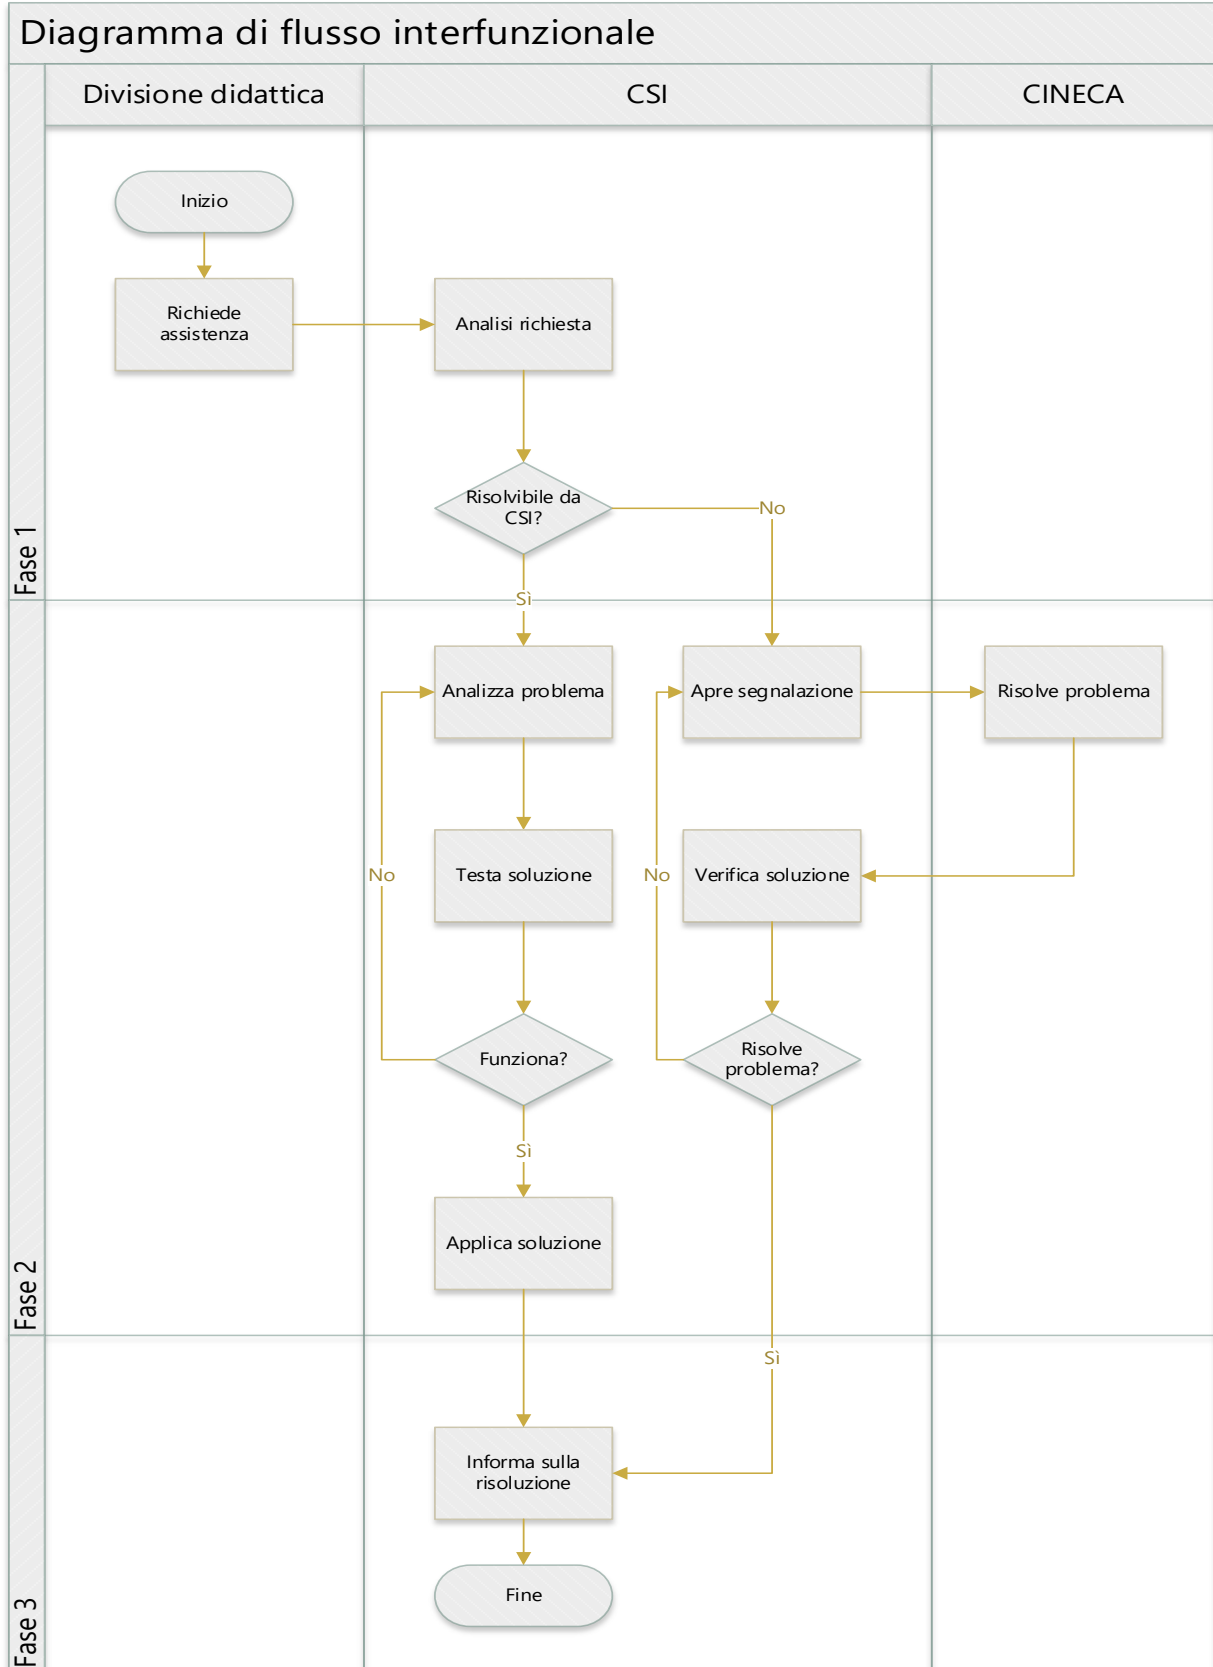 Diagramma di flusso interfunzionale
Divisione didattica
CSI
CINECA
Fase 1
Inizio
Richiede
assistenza
Analisi richiesta
Risolvibile da
CSI?
No
Sì
Fase 2
Analizza problema
Apre segnalazione
Risolve problema
No
Testa soluzione
No
Verifica soluzione
Funziona?
Risolve
problema?
Sì
Applica soluzione
Sì
Fase 3
Informa sulla
risoluzione
Fine